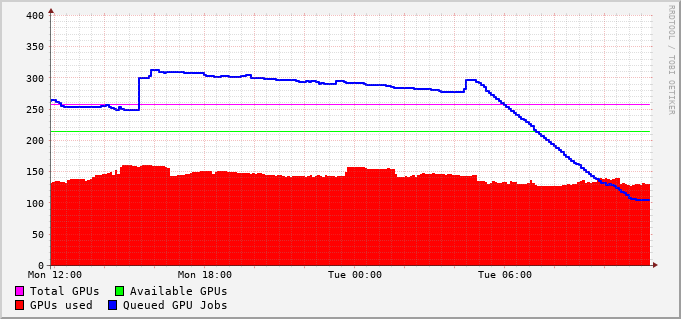 400
350
300
250
200
150
100
50
0
Mon 12:00 Mon 18:00 Tue 00:00 Tue 06:00
Total GPUs Available GPUs
GPUs used Queued GPU Jobs
RRDTOOL / TOBI OETIKER